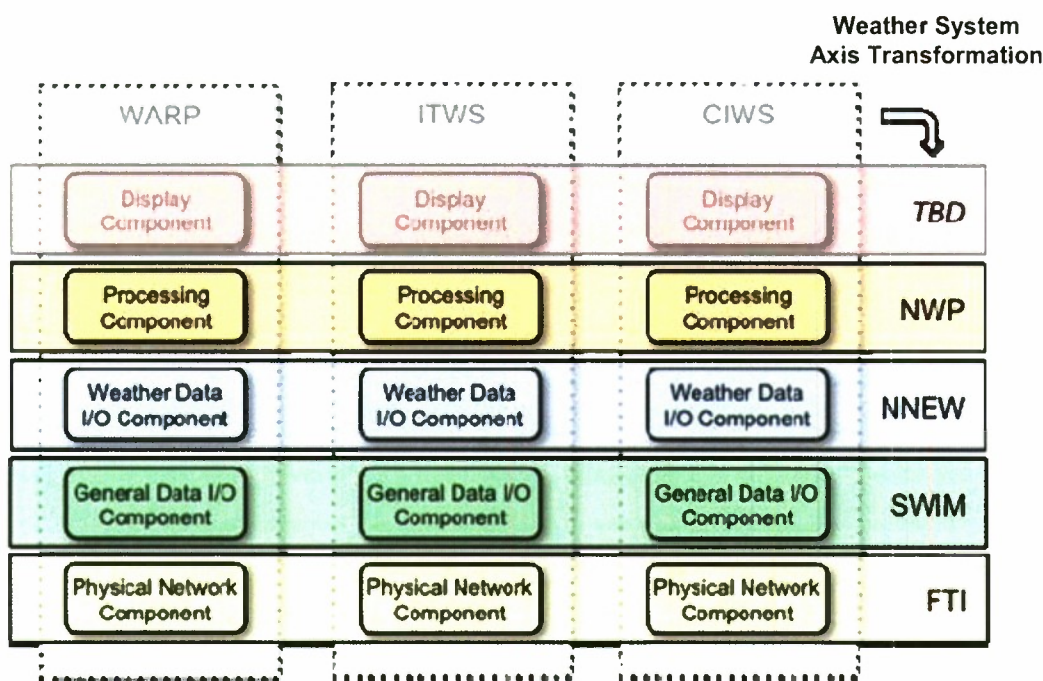 Weather System
Axis Transformation
WARP
ITWS
CIWS
Display
Component
Display
Component
Display
Component
TBD
Processing
Component
Processing
Component
Processing
Component
NWP
Weather Data
I/O Component
Weather Data
I/O Component
Weather Data
I/O Component
NNEW
General Data I/O
Component
General Data I/O
Component
General Data I/O
Component
SWIM
Physical Network
Component
Physical Network
Component
Physical Network
Component
FTI